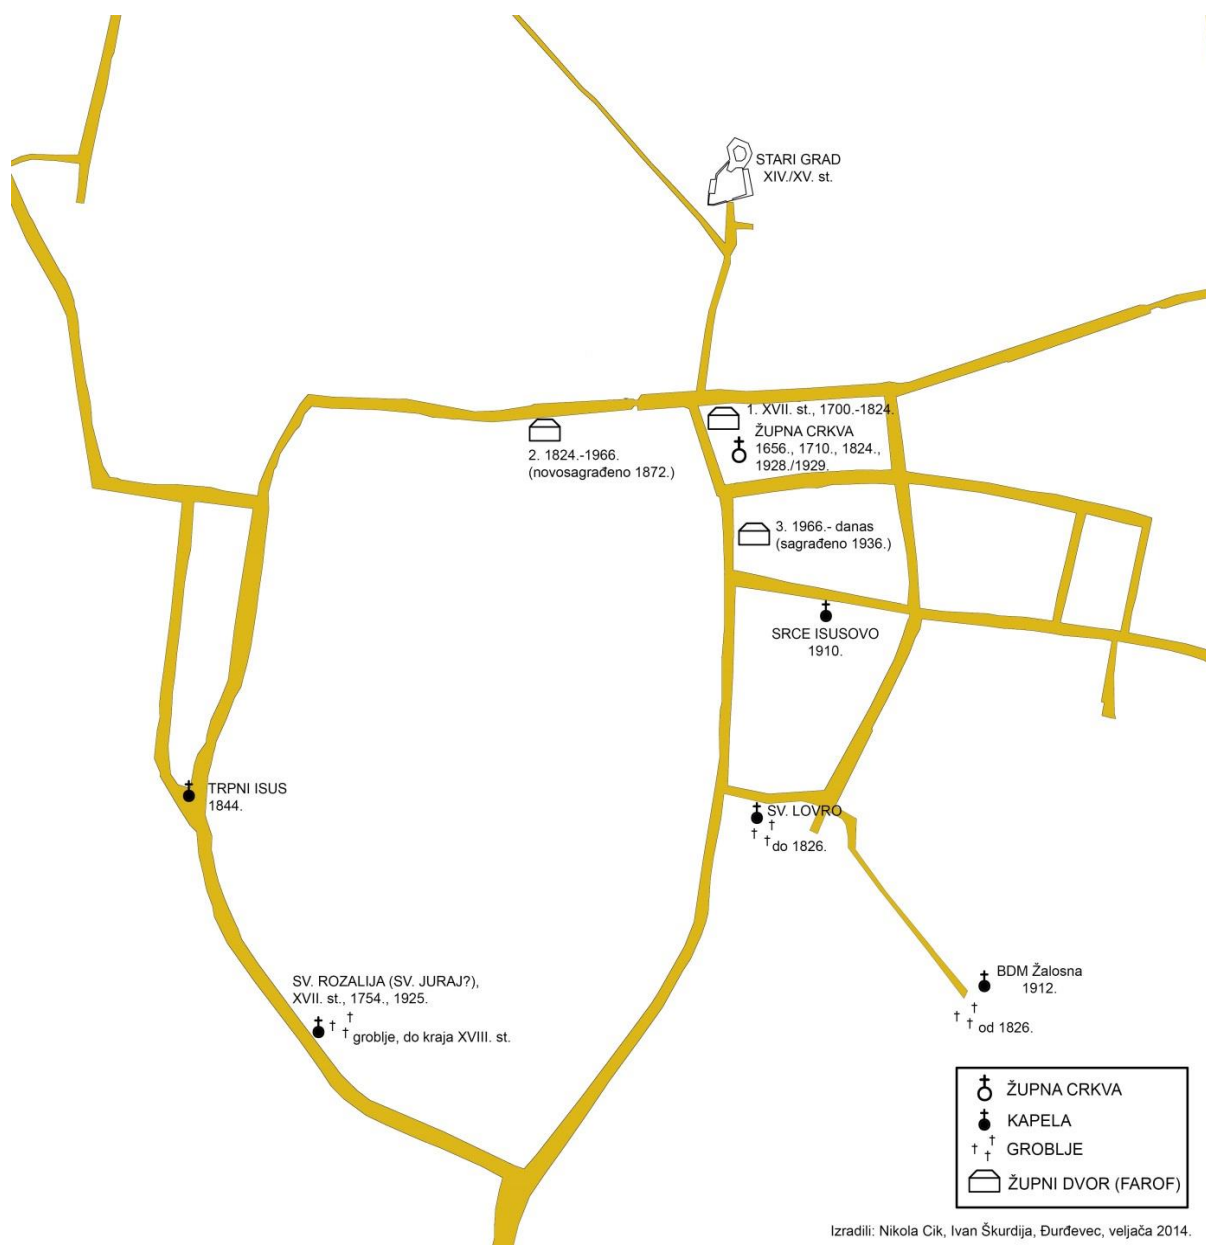 STARI GRAD
XIV./XV. st.
1. XVII. st., 1700.-1824.
ŽUPNA CRKVA
1656., 1710., 1824.,
1928./1929.
2. 1824.-1966.
(novosagrađeno 1872.)
3. 1966.- danas
(sagrađeno 1936.)
SRCE ISUSOVO
1910.
TRPNI ISUS
1844.
SV. LOVRO
do 1826.
BDM Žalosna
1912.
od 1826.
SV. ROZALIJA (SV. JURAJ?),
XVII. st., 1754., 1925.
groblje, do kraja XVIII. st.
ŽUPNA CRKVA
KAPELA
GROBLJE
ŽUPNI DVOR (FAROF)
Izradili: Nikola Cik, Ivan Škurdija, Đurđevec, veljača 2014.